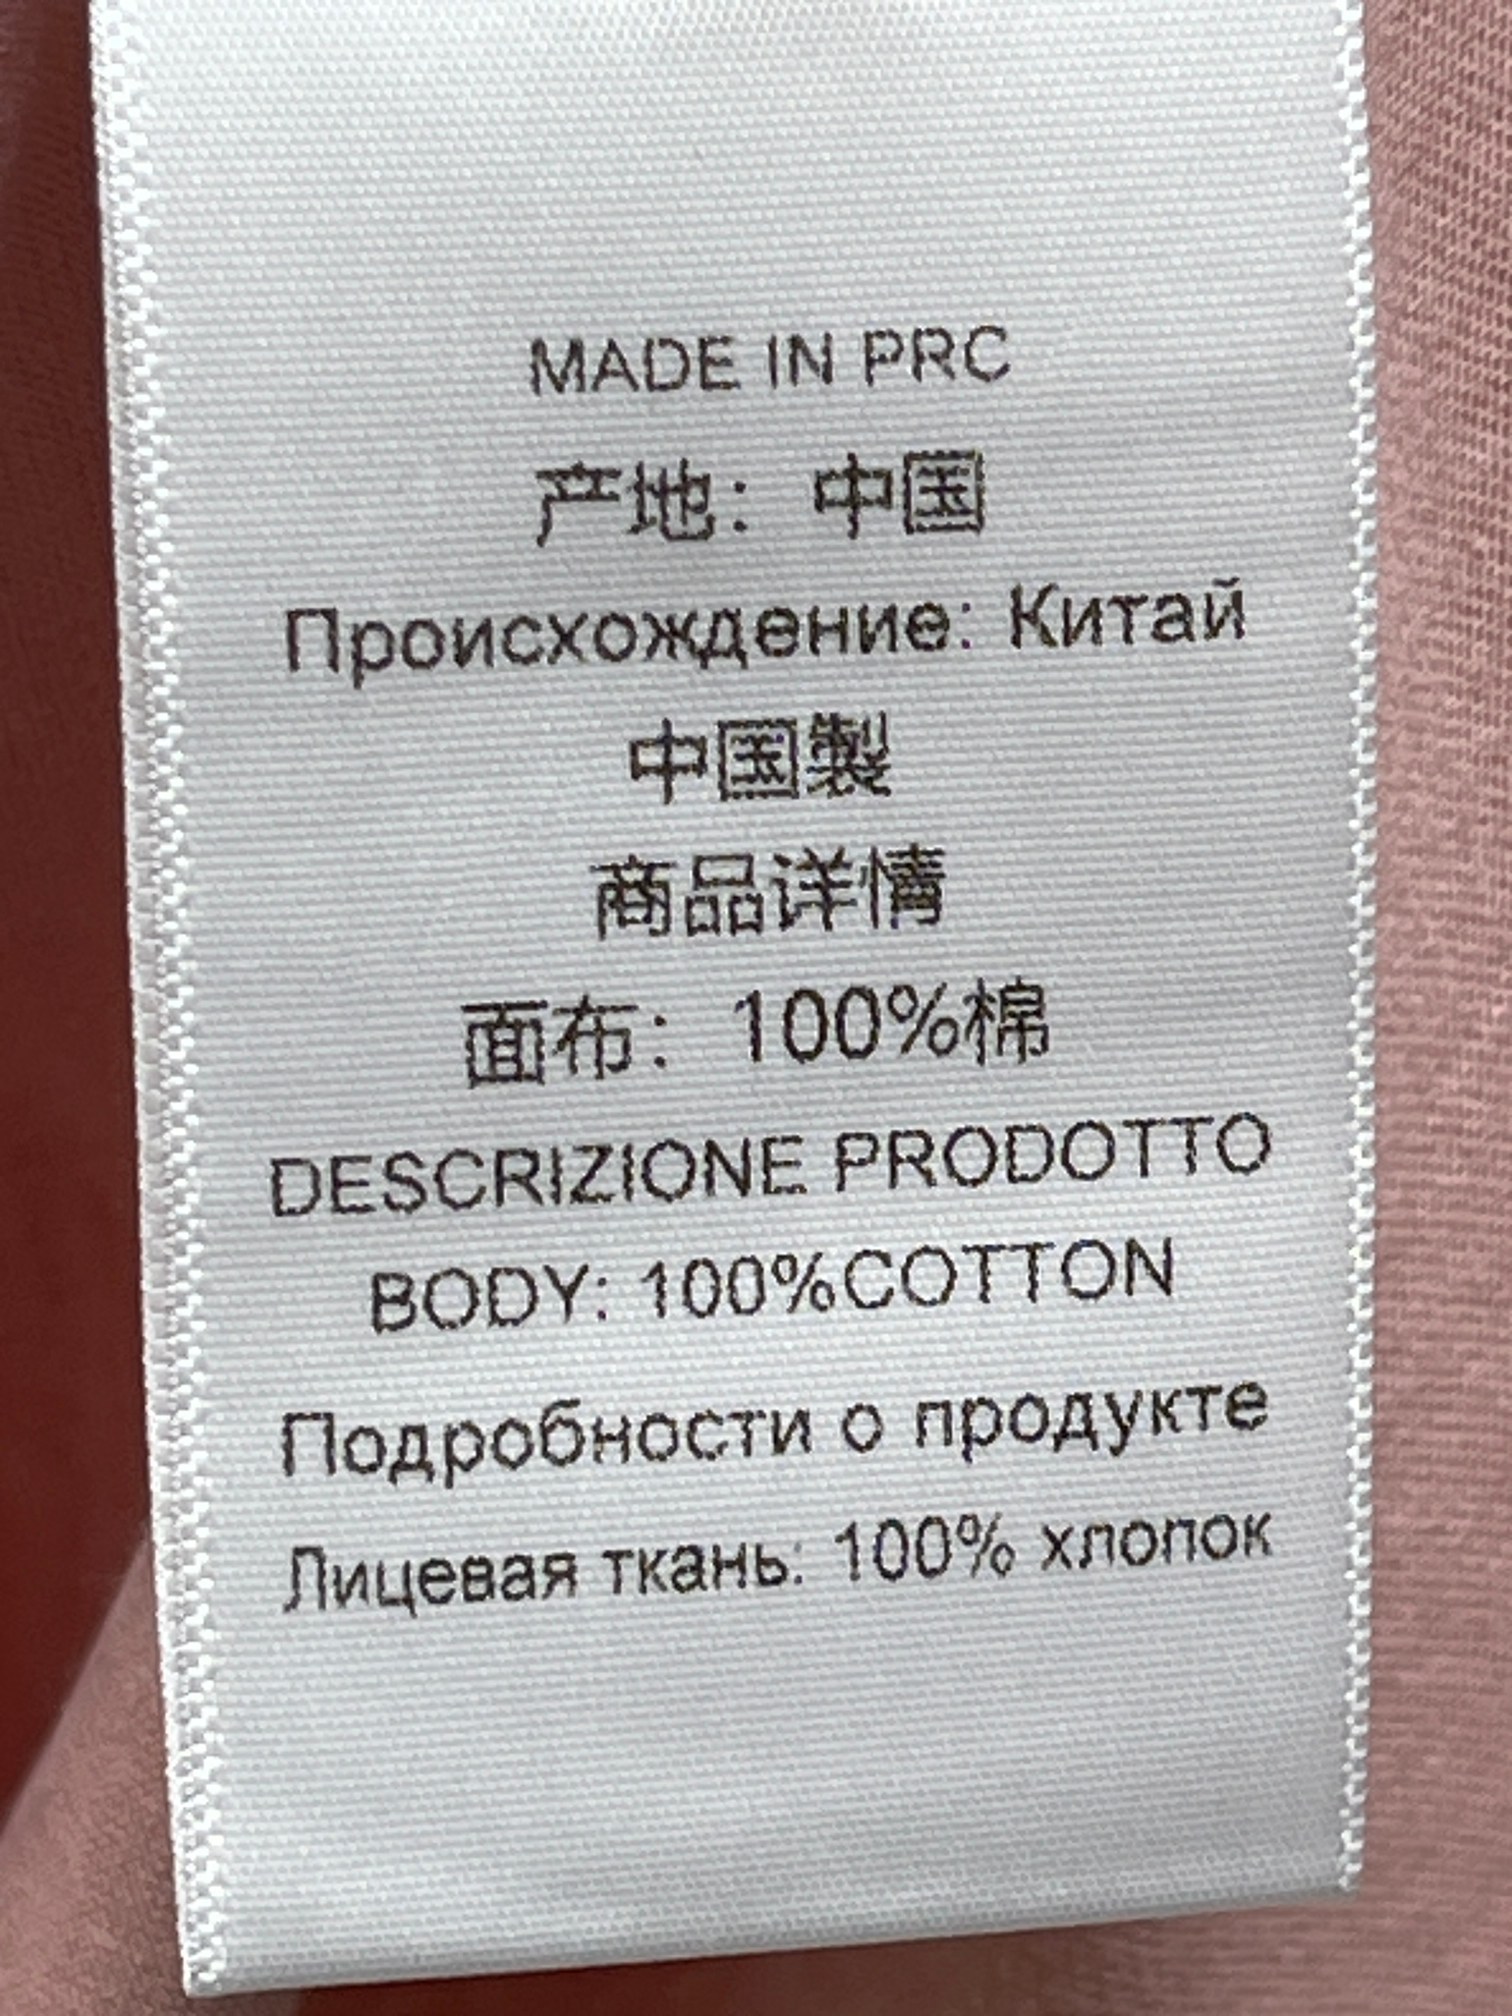 MADE IN PRC
产地：中国
Происхождение: Китай
中国製
商品详情
面布：100%棉
DESCRIZIONE PRODOTTO
BODY: 100%COTTON
Подробности о продукте
Лицевая ткань: 100% хлопок